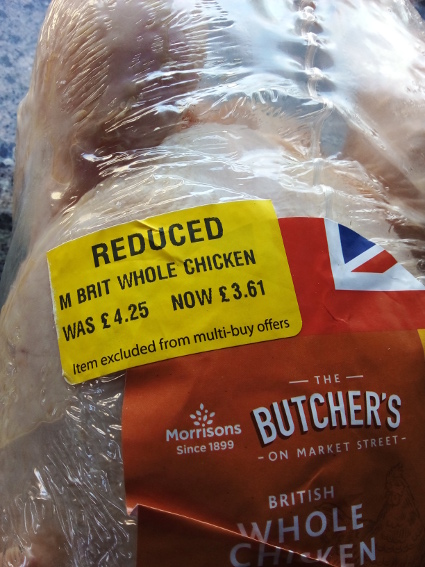 REDUCED
M BRIT WHOLE CHICKEN
WAS £4.25 NOW £3.61
Item excluded from multi-buy offers
Morrisons
Since 1899
— THE —
BUTCHER'S
- ON MARKET STREET -
BRITISH
WHOLE
CHICKEN